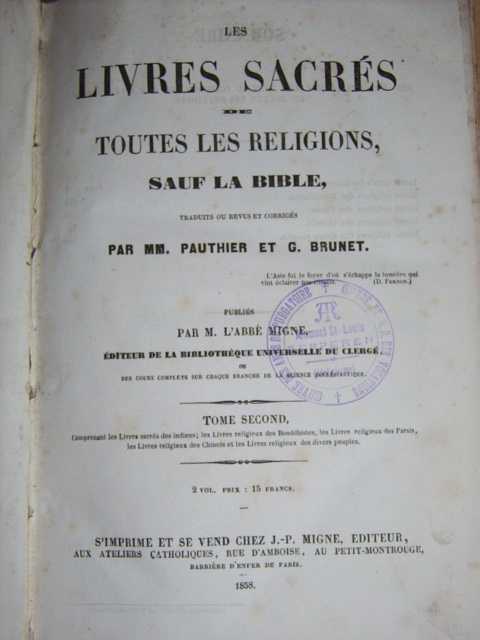 LES
LIVRES SACRÉS
DE
TOUTES LES RELIGIONS,
SAUF LA BIBLE,
TRADUITS OU REVUS ET CORRIGÉS
PAR MM. PAUTHIER ET G. BRUNET.
L'Asie fut le foyer d'où s'échappa la lumière qui
vint éclairer
PUBLIÉS
PAR M. L'ABBÉ MIGNE,
ÉDITEUR DE LA BIBLIOTHÈQUE UNIVERSELLE DU CLERGÉ,
OU
DES COURS COMPLETS SUR CHAQUE BRANCHE DE LA SCIENCE ECCLÉSIASTIQUE.
TOME SECOND,
Comprenant les Livres sacrés des Indiens; les Livres religieux des Bouddhistes, les Livres religieux des Parsis,
les Livres religieux des Chinois et les Livres religieux des divers peuples.
2 VOL. PRIX : 15 FRANCS.
S'IMPRIME ET SE VEND CHEZ J.-P. MIGNE, EDITEUR,
AUX ATELIERS CATHOLIQUES, RUE D'AMBOISE, AU PETIT-MONTROUGE,
BARRIÈRE D'ENFER DE PARIS.
1858.